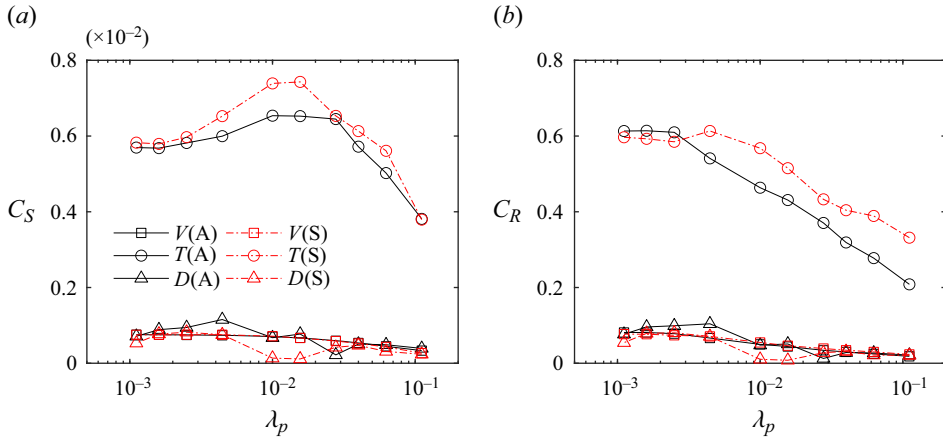 (a)
(×10⁻²)
0.8
0.6
C_S 0.4
V(A) V(S)
T(A) T(S)
0.2 D(A) D(S)
0
10⁻³ 10⁻² 10⁻¹
λ_p
(b)
0.8
0.6
C_R 0.4
0.2
0
10⁻³ 10⁻² 10⁻¹
λ_p